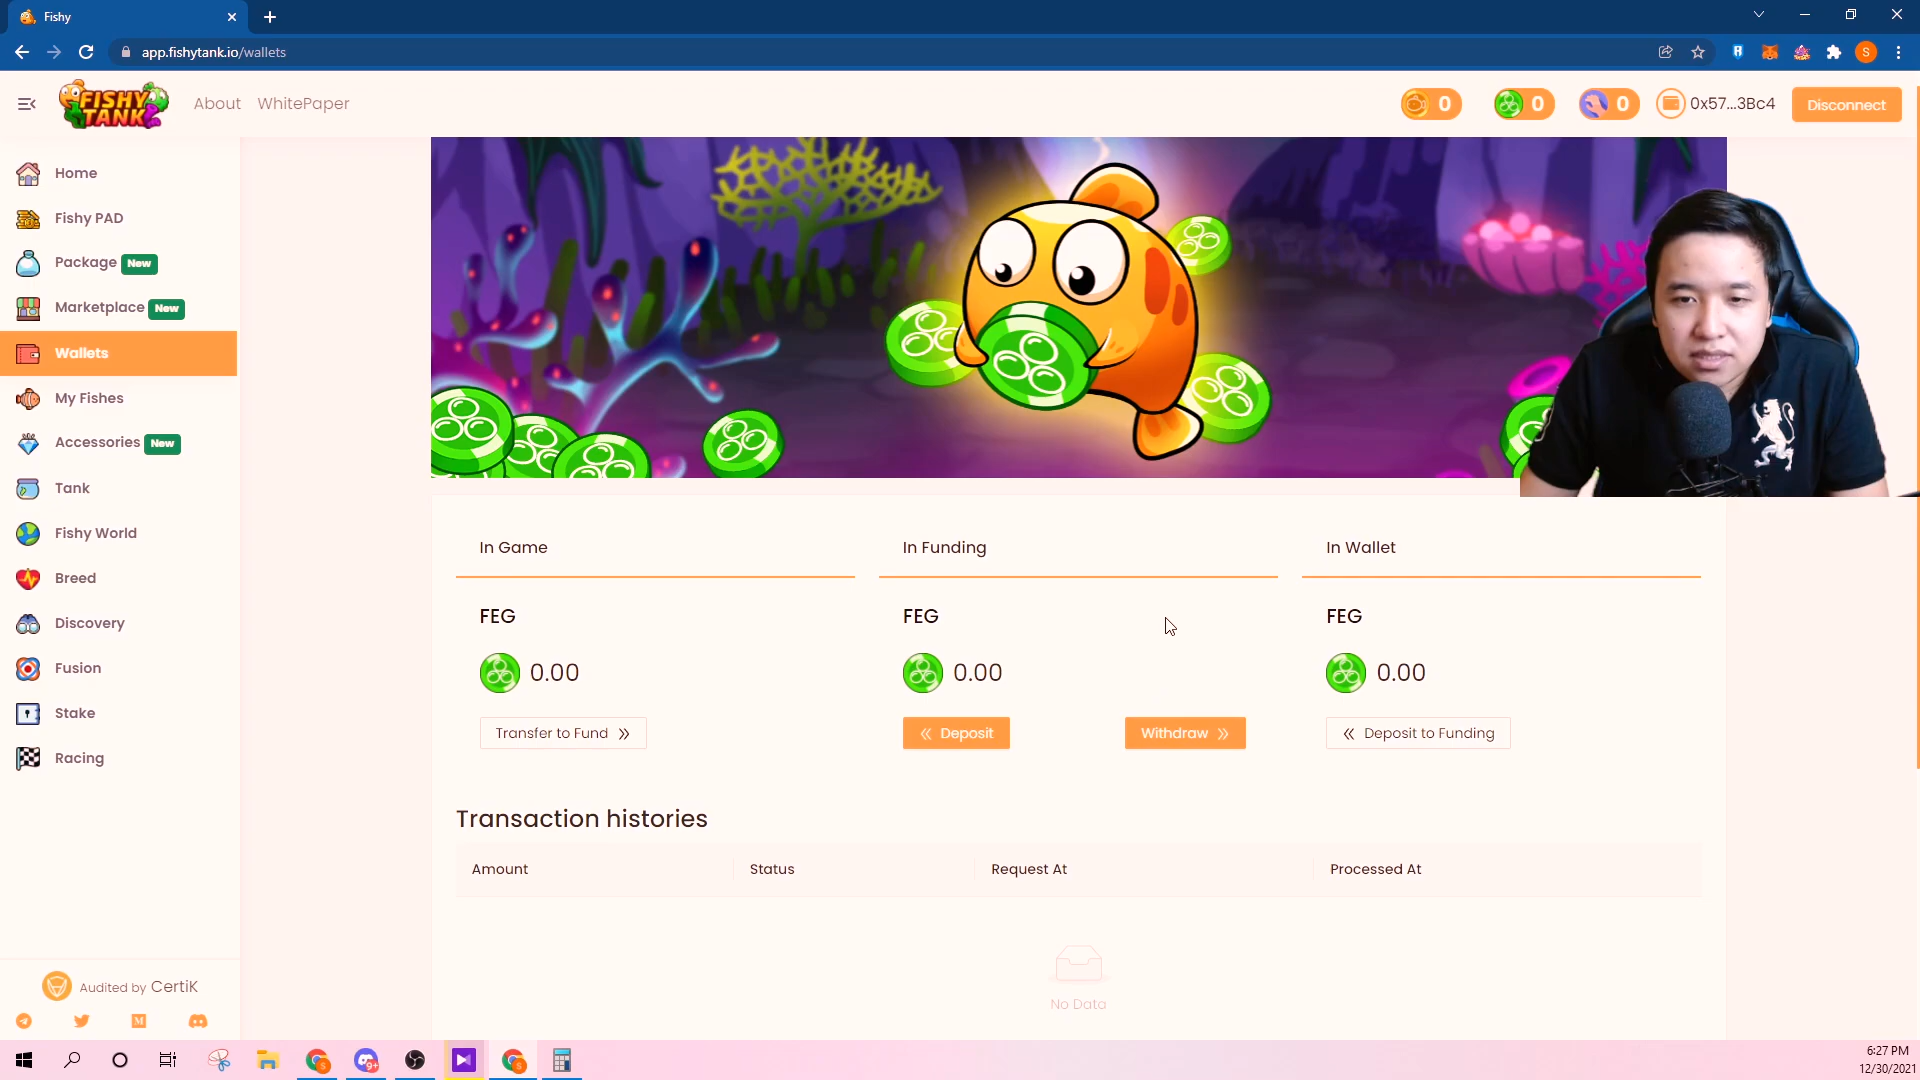 Fishy
app.fishytank.io/wallets
S
FISHY TANK
About
WhitePaper
0
0
0
0x57...3Bc4
Disconnect
Home
Fishy PAD
Package New
Marketplace New
Wallets
My Fishes
Accessories New
Tank
Fishy World
Breed
Discovery
Fusion
Stake
Racing
Audited by CertiK
In Game
In Funding
In Wallet
FEG
FEG
FEG
0.00
0.00
0.00
Transfer to Fund »
« Deposit
Withdraw »
« Deposit to Funding
Transaction histories
Amount
Status
Request At
Processed At
No Data
M
9+
6:27 PM
12/30/2021